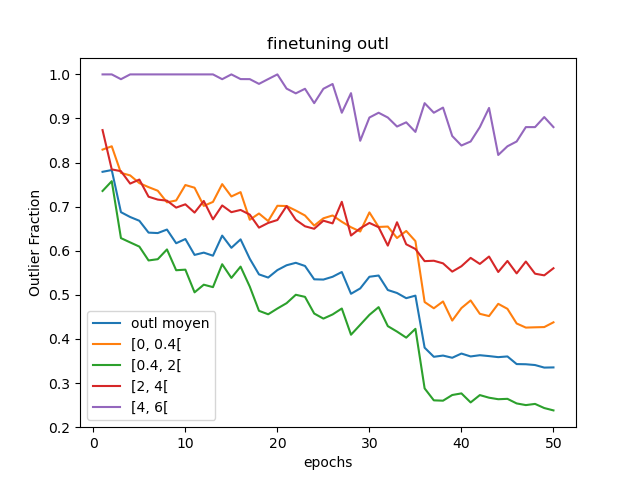 finetuning outl
Outlier Fraction
1.0
0.9
0.8
0.7
0.6
0.5
0.4
0.3
0.2
outl moyen
[0, 0.4[
[0.4, 2[
[2, 4[
[4, 6[
0 10 20 30 40 50
epochs